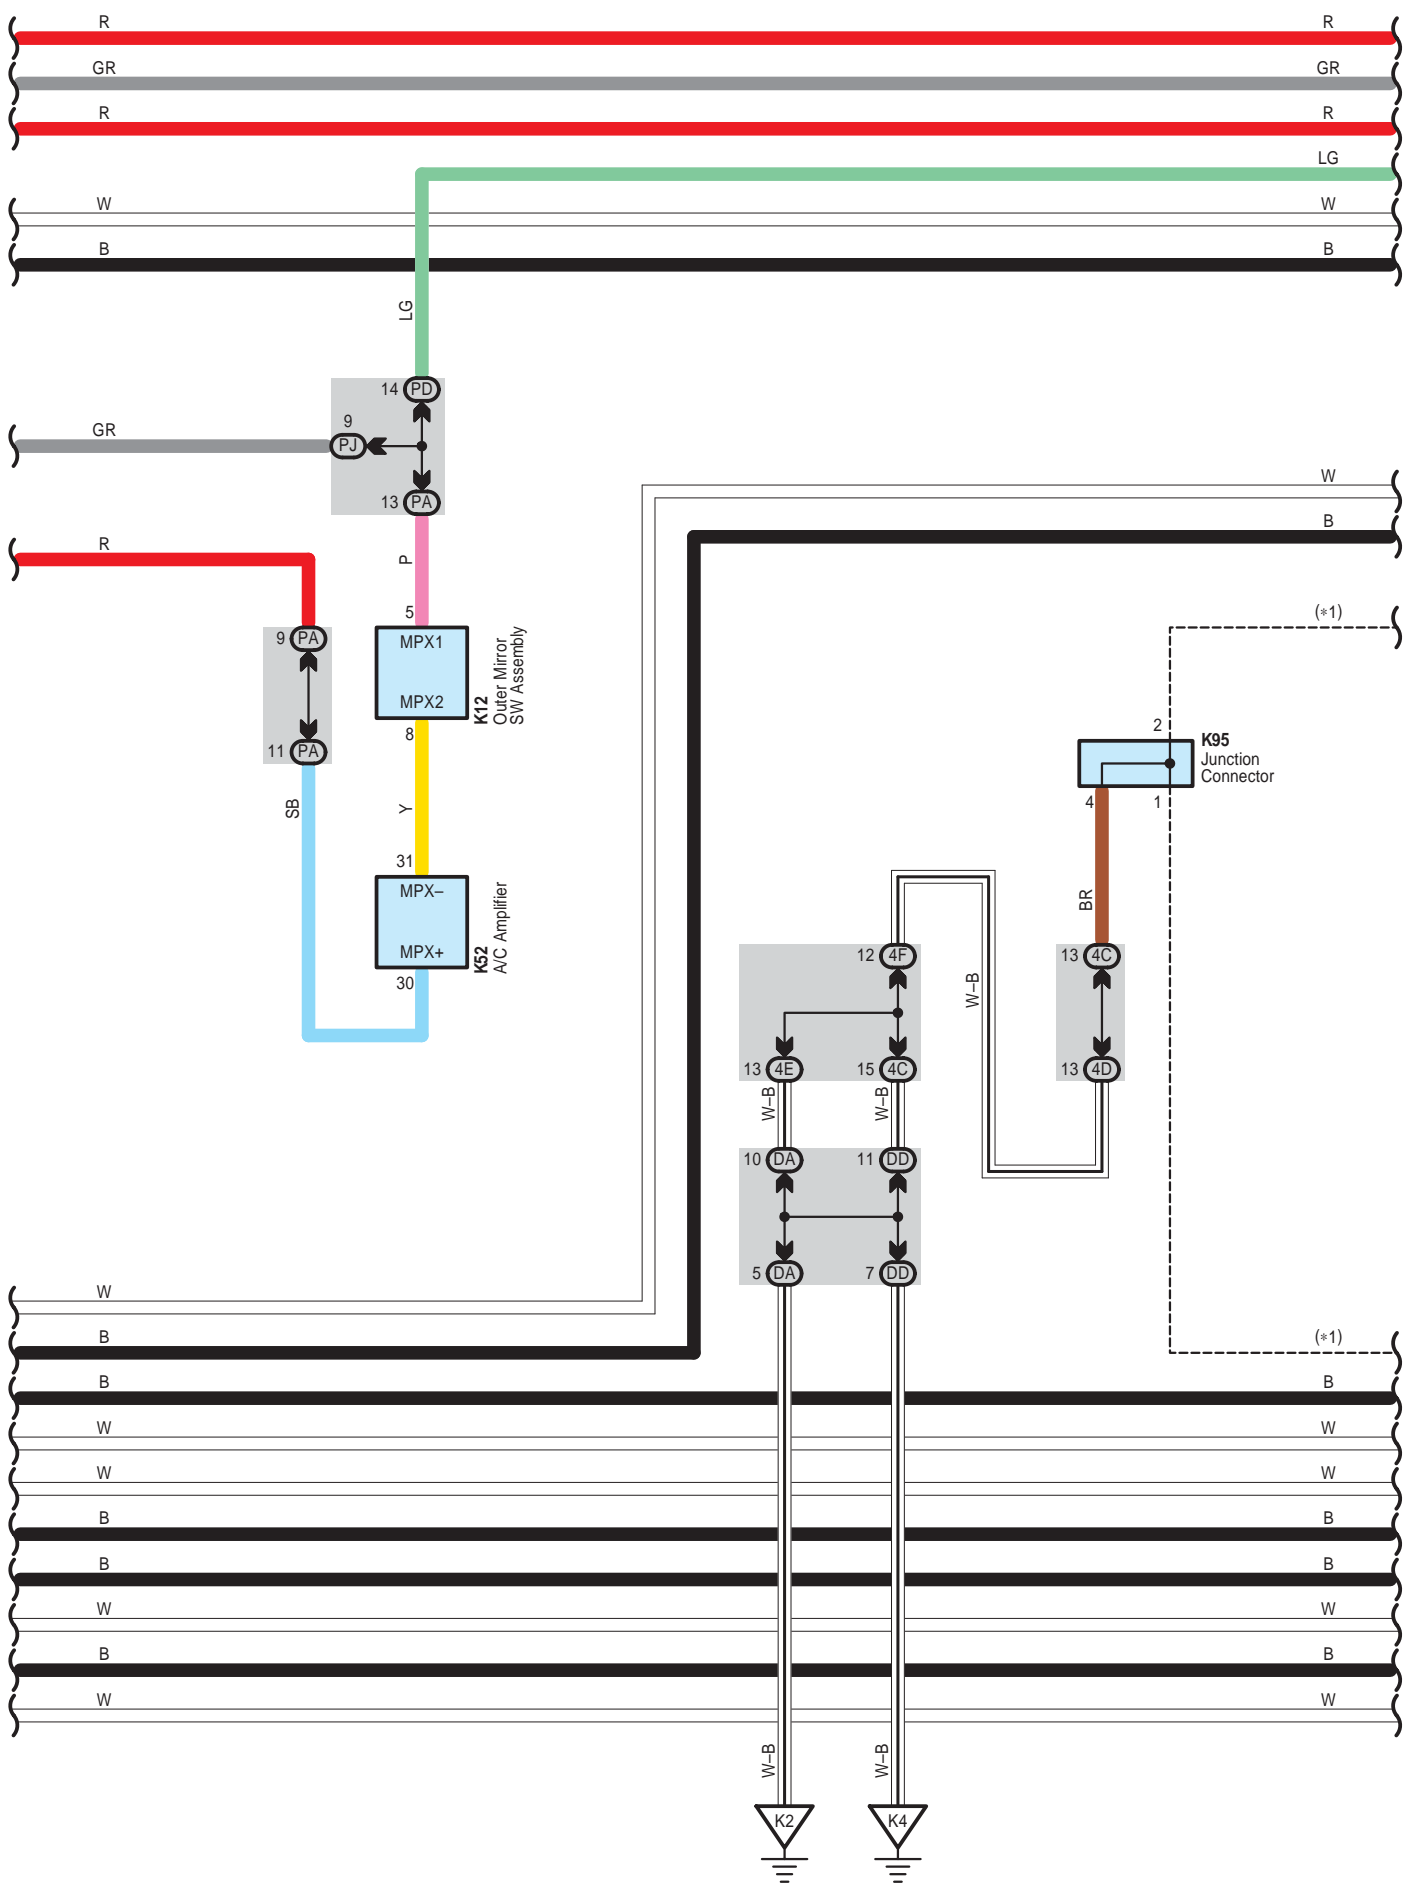 R R
GR GR
R R
LG
W W
B B
LG
14 PD
9
GR PJ
13 PA
W
B
R
P
5
MPX1
MPX2
8
K12
Outer Mirror
SW Assembly
9 PA
11 PA
SB
Y
31
MPX–
MPX+
30
K52
A/C Amplifier
(*1)
2
K95
Junction
Connector
4 1
BR
12 4F
W–B
13 4C
13 4E 15 4C 13 4D
W–B W–B
10 DA 11 DD
5 DA 7 DD
W
B (*1)
B B
W W
W W
B B
B B
W W
B B
W W
W–B W–B
K2 K4